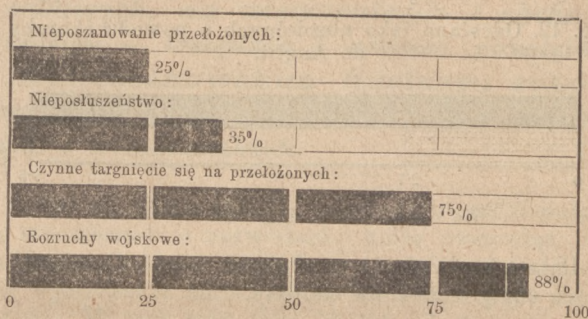 Nieposzanowanie przełożonych:
25%
Nieposłuszeństwo:
35%
Czynne targnięcie się na przełożonych:
75%
Rozruchy wojskowe:
88%
0 25 50 75 100